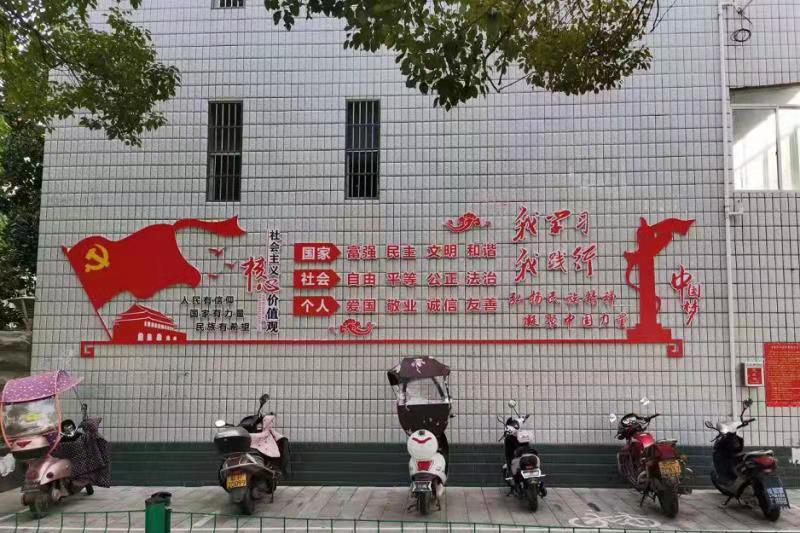 人民有信仰
国家有力量
民族有希望
社会主义
核心
价值观
国家 富强 民主 文明 和谐
社会 自由 平等 公正 法治
个人 爱国 敬业 诚信 友善
我学习
我践行
弘扬民族精神
凝聚中国力量
中国梦